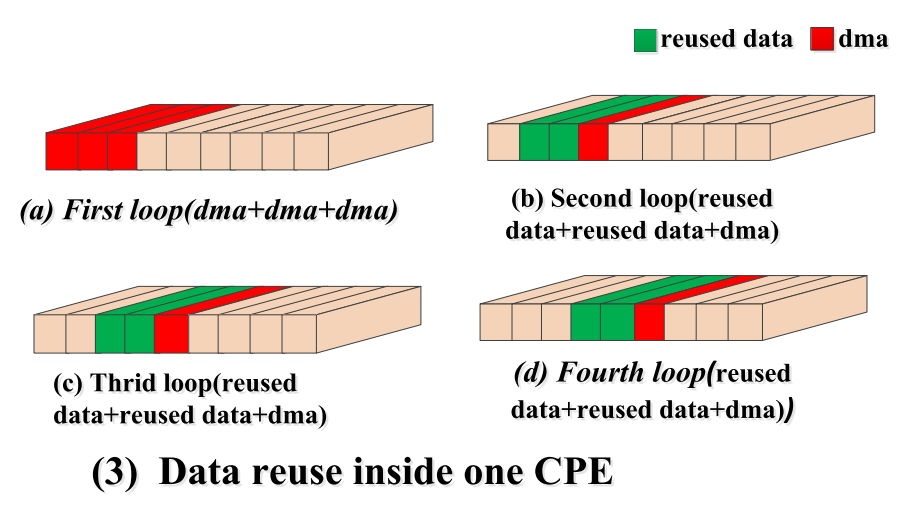 reused data dma
(a) First loop(dma+dma+dma)
(b) Second loop(reused
data+reused data+dma)
(c) Thrid loop(reused
data+reused data+dma)
(d) Fourth loop(reused
data+reused data+dma))
(3) Data reuse inside one CPE